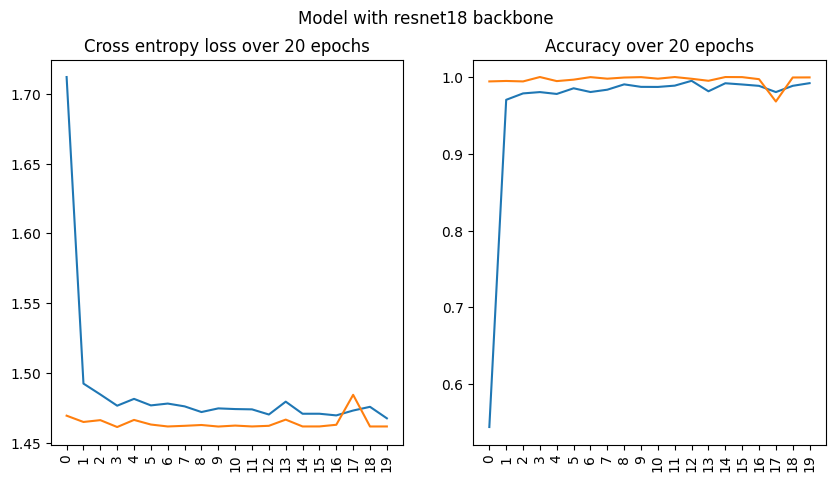 Model with resnet18 backbone
Cross entropy loss over 20 epochs
1.70
1.65
1.60
1.55
1.50
1.45
0 1 2 3 4 5 6 7 8 9 10 11 12 13 14 15 16 17 18 19
Accuracy over 20 epochs
1.0
0.9
0.8
0.7
0.6
0 1 2 3 4 5 6 7 8 9 10 11 12 13 14 15 16 17 18 19